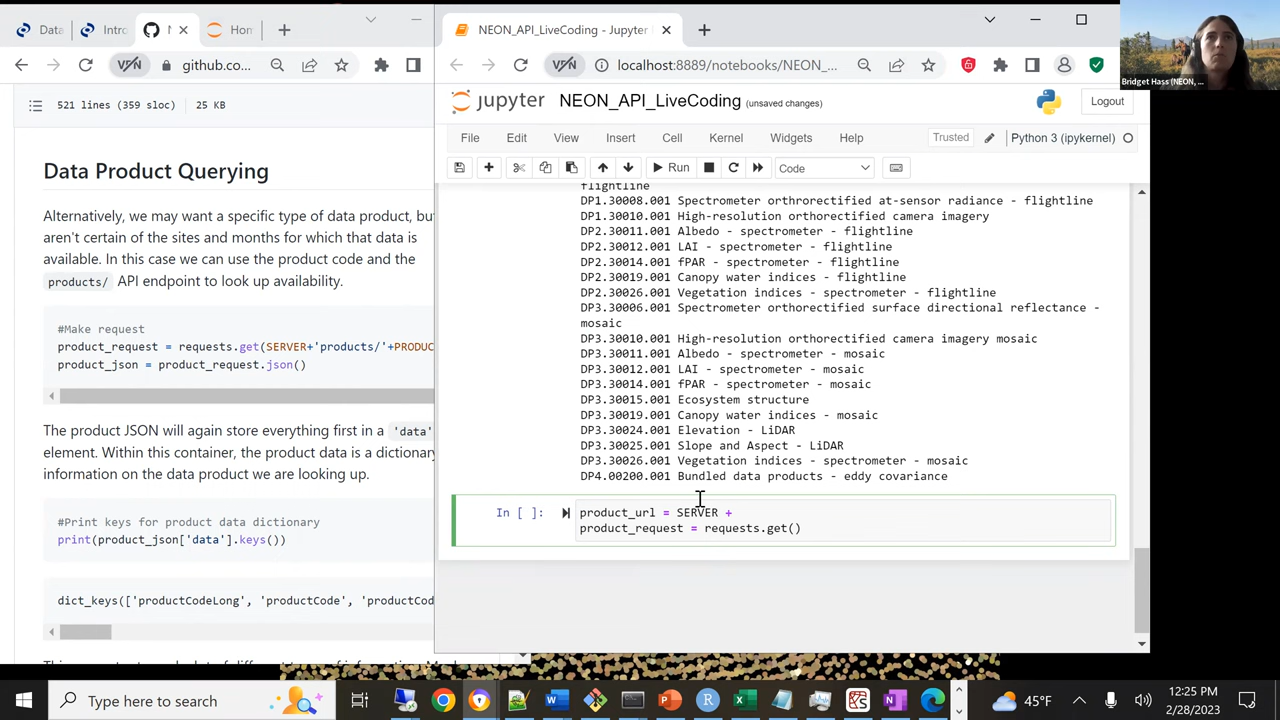 Data
Intro
N
Hon
github.co...
521 lines (359 sloc)
25 KB
Data Product Querying
Alternatively, we may want a specific type of data product, but
aren't certain of the sites and months for which that data is
available. In this case we can use the product code and the
products/ API endpoint to look up availability.
#Make request
product_request = requests.get(SERVER+'products/'+PRODUC
product_json = product_request.json()
The product JSON will again store everything first in a 'data'
element. Within this container, the product data is a dictionary
information on the data product we are looking up.
#Print keys for product data dictionary
print(product_json['data'].keys())
dict_keys(['productCodeLong', 'productCode', 'productCod
NEON_API_LiveCoding - Jupyter
VPN
VPN
localhost:8889/notebooks/NEON_...
Bridget Hass (NEON, ...
jupyter
NEON_API_LiveCoding (unsaved changes)
Logout
File Edit View Insert Cell Kernel Widgets Help
Trusted
Python 3 (ipykernel)
Run
Code
flightline
DP1.30008.001 Spectrometer orthrorectified at-sensor radiance - flightline
DP1.30010.001 High-resolution orthorectified camera imagery
DP2.30011.001 Albedo - spectrometer - flightline
DP2.30012.001 LAI - spectrometer - flightline
DP2.30014.001 fPAR - spectrometer - flightline
DP2.30019.001 Canopy water indices - flightline
DP2.30026.001 Vegetation indices - spectrometer - flightline
DP3.30006.001 Spectrometer orthorectified surface directional reflectance -
mosaic
DP3.30010.001 High-resolution orthorectified camera imagery mosaic
DP3.30011.001 Albedo - spectrometer - mosaic
DP3.30012.001 LAI - spectrometer - mosaic
DP3.30014.001 fPAR - spectrometer - mosaic
DP3.30015.001 Ecosystem structure
DP3.30019.001 Canopy water indices - mosaic
DP3.30024.001 Elevation - LiDAR
DP3.30025.001 Slope and Aspect - LiDAR
DP3.30026.001 Vegetation indices - spectrometer - mosaic
DP4.00200.001 Bundled data products - eddy covariance
In [ ]:
product_url = SERVER +
product_request = requests.get()
Type here to search
45°F
12:25 PM
2/28/2023